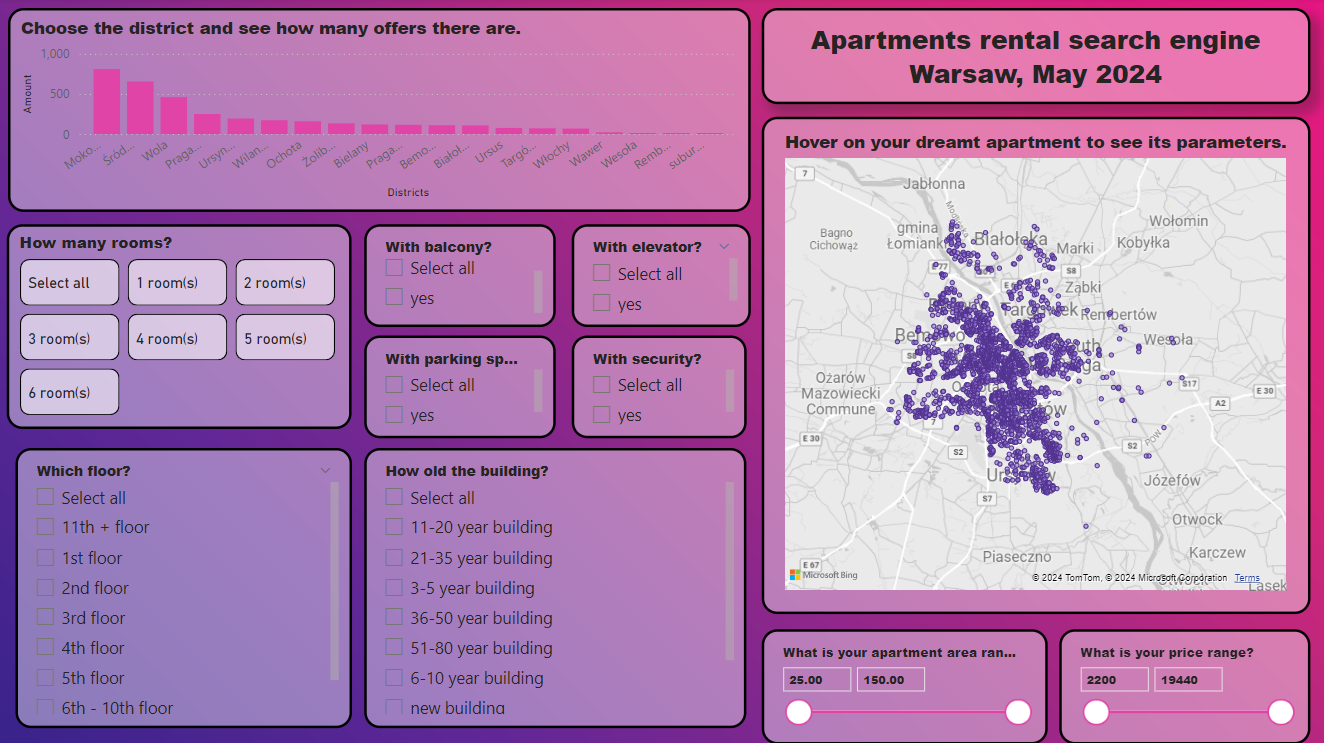 Choose the district and see how many offers there are.
1,000
500
0
Amount
Moko...
Śród...
Wola
Praga...
Ursyn...
Wilan...
Ochota
Żolib...
Bielany
Praga...
Bemo...
Białoł...
Ursus
Targó...
Włochy
Wawer
Wesoła
Remb...
subur...
Districts
Apartments rental search engine
Warsaw, May 2024
How many rooms?
Select all
1 room(s)
2 room(s)
3 room(s)
4 room(s)
5 room(s)
6 room(s)
With balcony?
Select all
yes
With elevator?
Select all
yes
With parking sp...
Select all
yes
With security?
Select all
yes
Which floor?
Select all
11th + floor
1st floor
2nd floor
3rd floor
4th floor
5th floor
6th - 10th floor
How old the building?
Select all
11-20 year building
21-35 year building
3-5 year building
36-50 year building
51-80 year building
6-10 year building
new building
Hover on your dreamt apartment to see its parameters.
7
Jabłonna
Bagno
Cichowąż
gmina
Łomiank
Białołęka
Marki
Wołomin
Kobyłka
E77
S8
Ząbki
Rembertów
Wesoła
Ożarów
Mazowiecki
Commune
S17
E 30
A2
E 30
7
S2
S2
POW
S7
Józefów
Otwock
Karczew
Piaseczno
E 67
Microsoft Bing
© 2024 TomTom, © 2024 Microsoft Corporation
Terms
Otwock
Łasek
What is your apartment area ran...
25.00
150.00
What is your price range?
2200
19440